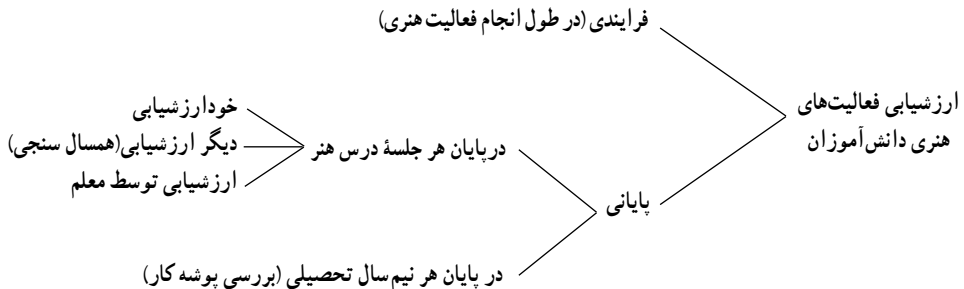 فرایندی (در طول انجام فعالیت هنری)
ارزشیابی فعالیت‌های
هنری دانش‌آموزان
خودارزشیابی
دیگر ارزشیابی(همسال سنجی)
ارزشیابی توسط معلم
درپایان هر جلسهٔ درس هنر
پایانی
در پایان هر نیم‌سال تحصیلی (بررسی پوشه کار)